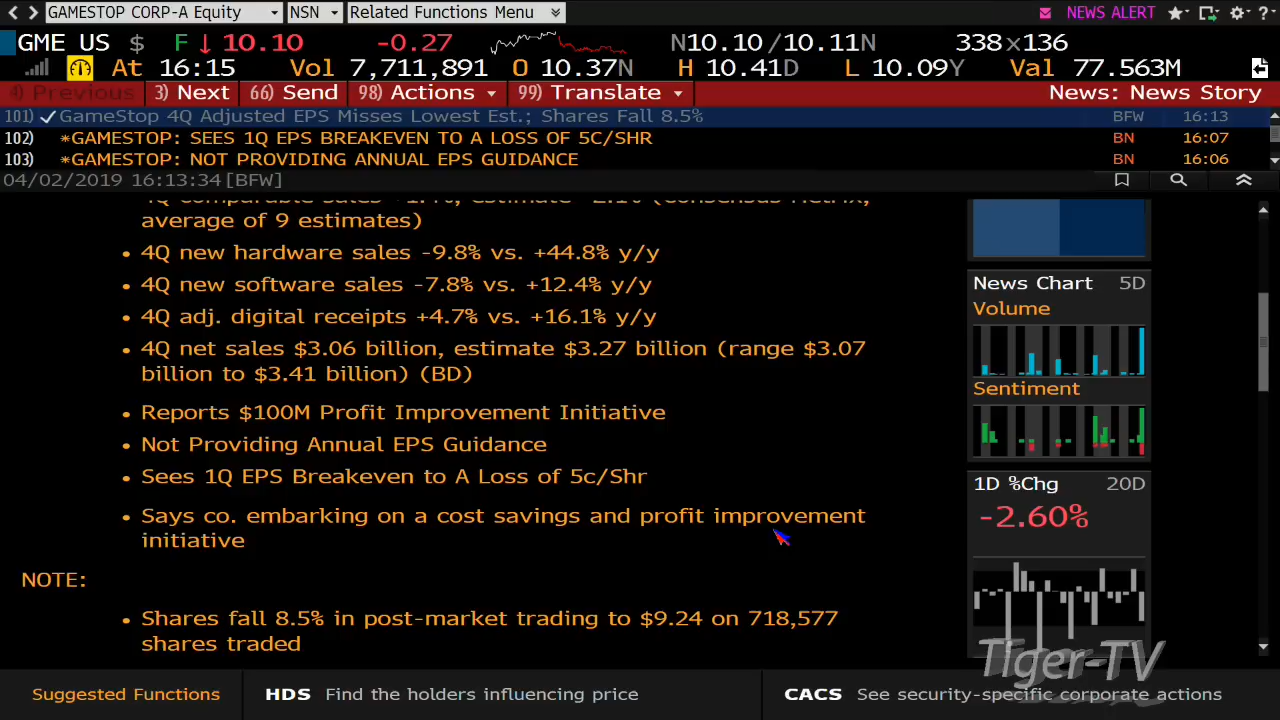 GAMESTOP CORP-A Equity NSN Related Functions Menu NEWS ALERT ?
GME US $ F ↓ 10.10 -0.27 N10.10 / 10.11N 338 x 136
At 16:15 Vol 7,711,891 O 10.37N H 10.41D L 10.09Y Val 77.563M
4) Previous 3) Next 66) Send 98) Actions 99) Translate News: News Story
101) GameStop 4Q Adjusted EPS Misses Lowest Est.; Shares Fall 8.5% BFW 16:13
102) *GAMESTOP: SEES 1Q EPS BREAKEVEN TO A LOSS OF 5C/SHR BN 16:07
103) *GAMESTOP: NOT PROVIDING ANNUAL EPS GUIDANCE BN 16:06
04/02/2019 16:13:34 [BFW]
4Q comparable sales (Consensus Metrix,
average of 9 estimates)
• 4Q new hardware sales -9.8% vs. +44.8% y/y
• 4Q new software sales -7.8% vs. +12.4% y/y
• 4Q adj. digital receipts +4.7% vs. +16.1% y/y
• 4Q net sales $3.06 billion, estimate $3.27 billion (range $3.07
billion to $3.41 billion) (BD)
• Reports $100M Profit Improvement Initiative
• Not Providing Annual EPS Guidance
• Sees 1Q EPS Breakeven to A Loss of 5c/Shr
• Says co. embarking on a cost savings and profit improvement
initiative
NOTE:
• Shares fall 8.5% in post-market trading to $9.24 on 718,577
shares traded
News Chart 5D
Volume
Sentiment
1D %Chg 20D
-2.60%
Tiger-TV
Suggested Functions HDS Find the holders influencing price CACS See security-specific corporate actions